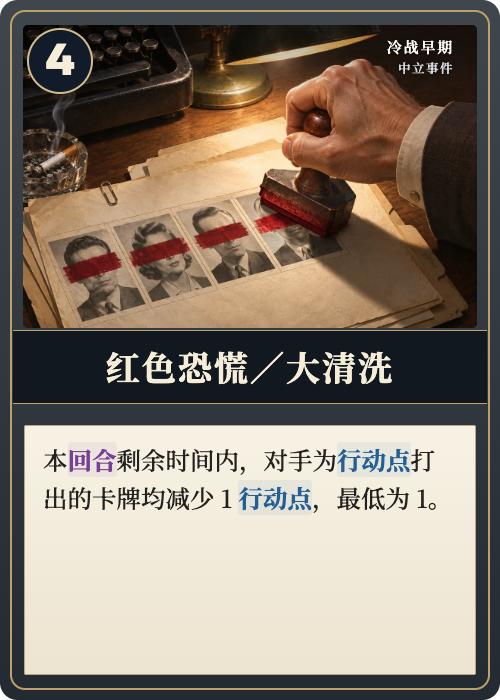 4
冷战早期
中立事件
红色恐慌／大清洗
本回合剩余时间内，对手为行动点打
出的卡牌均减少 1 行动点，最低为 1。